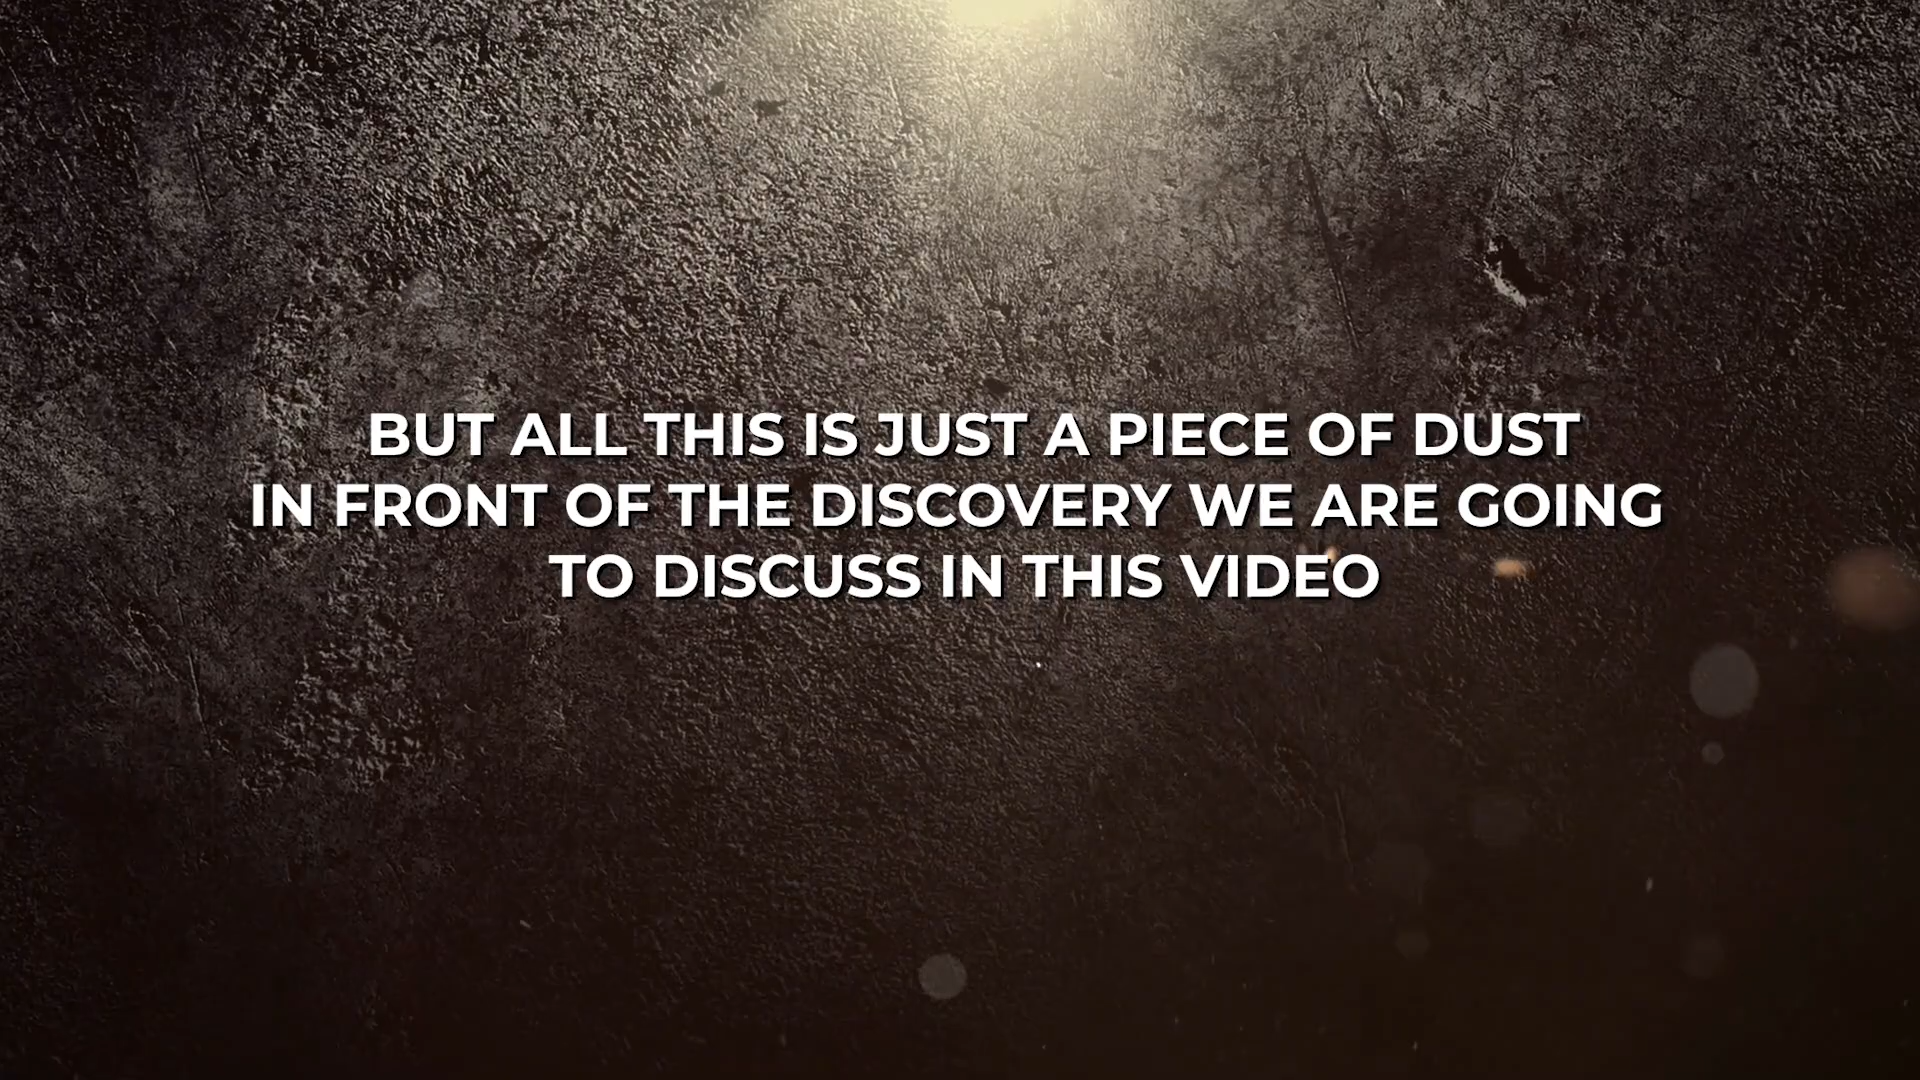 BUT ALL THIS IS JUST A PIECE OF DUST
IN FRONT OF THE DISCOVERY WE ARE GOING
TO DISCUSS IN THIS VIDEO